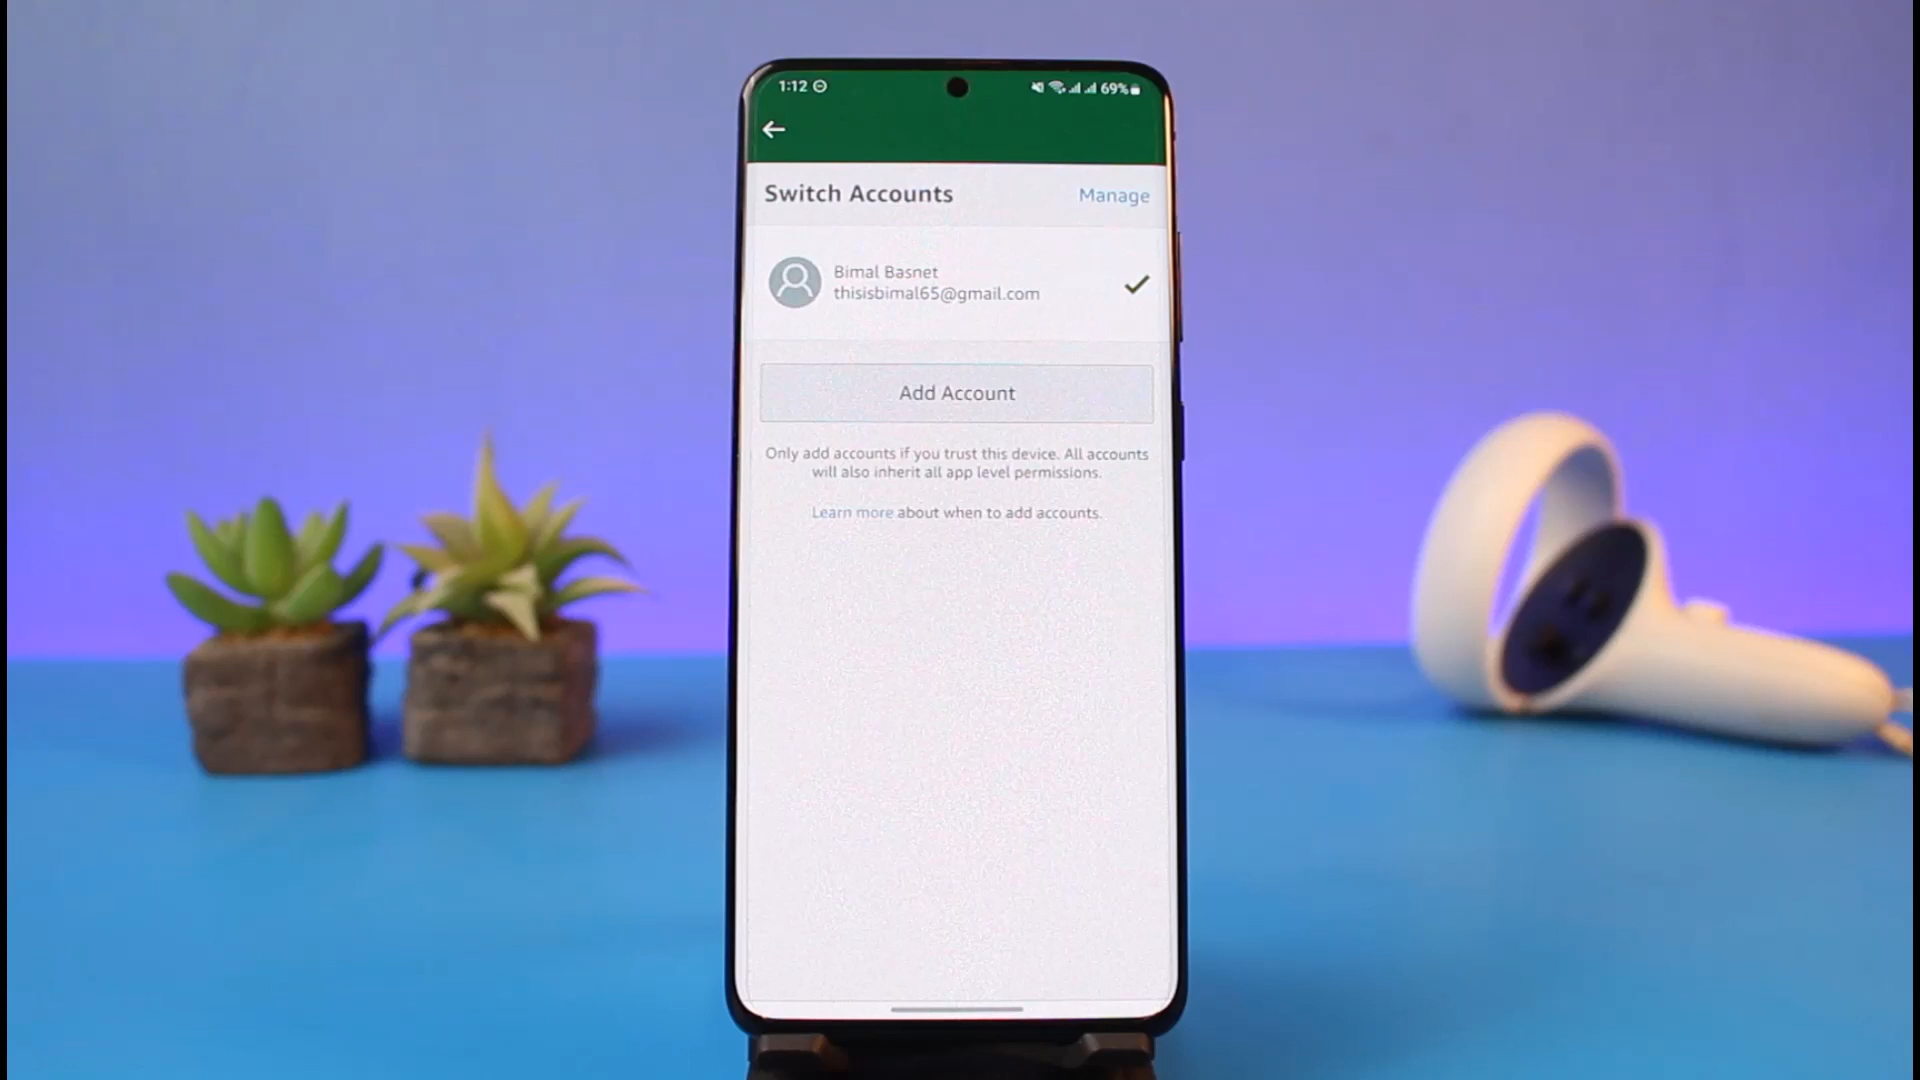 1:12
69%
Switch Accounts
Manage
Bimal Basnet
thisisbimal65@gmail.com
Add Account
Only add accounts if you trust this device. All accounts
will also inherit all app level permissions.
Learn more about when to add accounts.